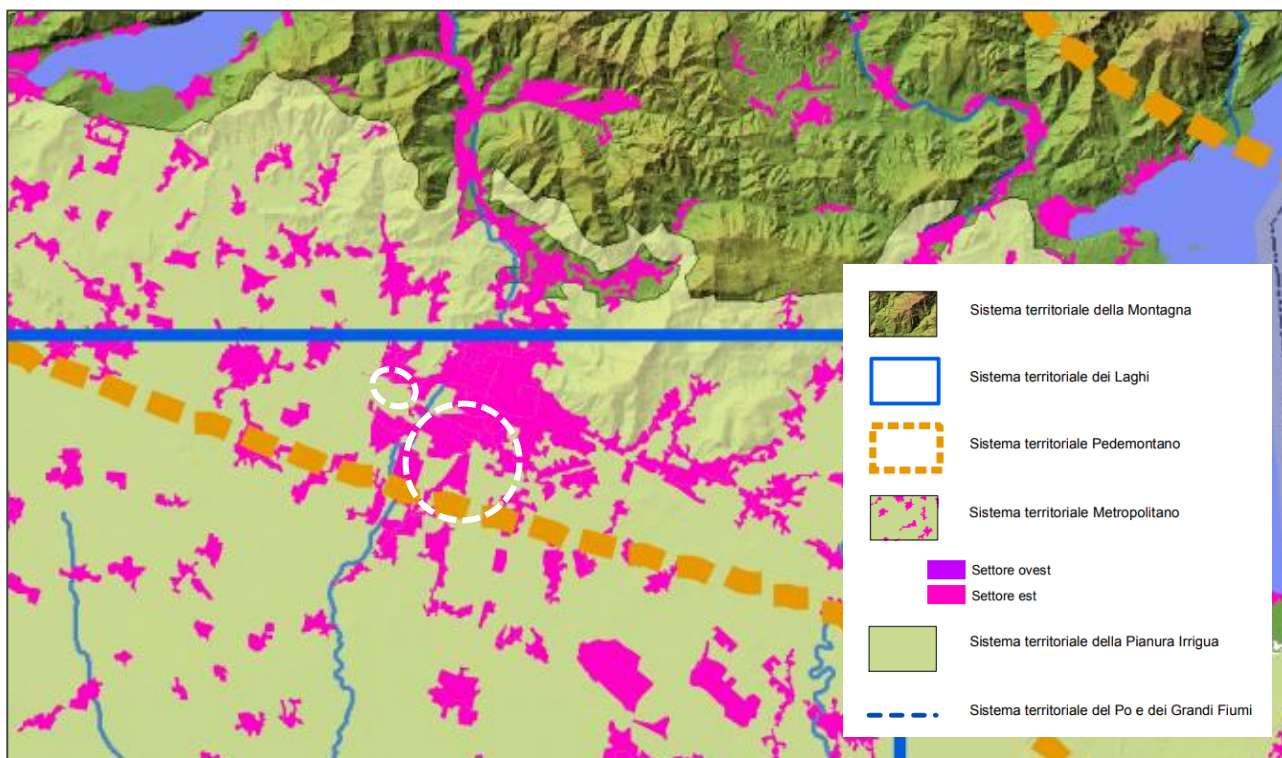 Sistema territoriale della Montagna
Sistema territoriale dei Laghi
Sistema territoriale Pedemontano
Sistema territoriale Metropolitano
Settore ovest
Settore est
Sistema territoriale della Pianura Irrigua
Sistema territoriale del Po e dei Grandi Fiumi